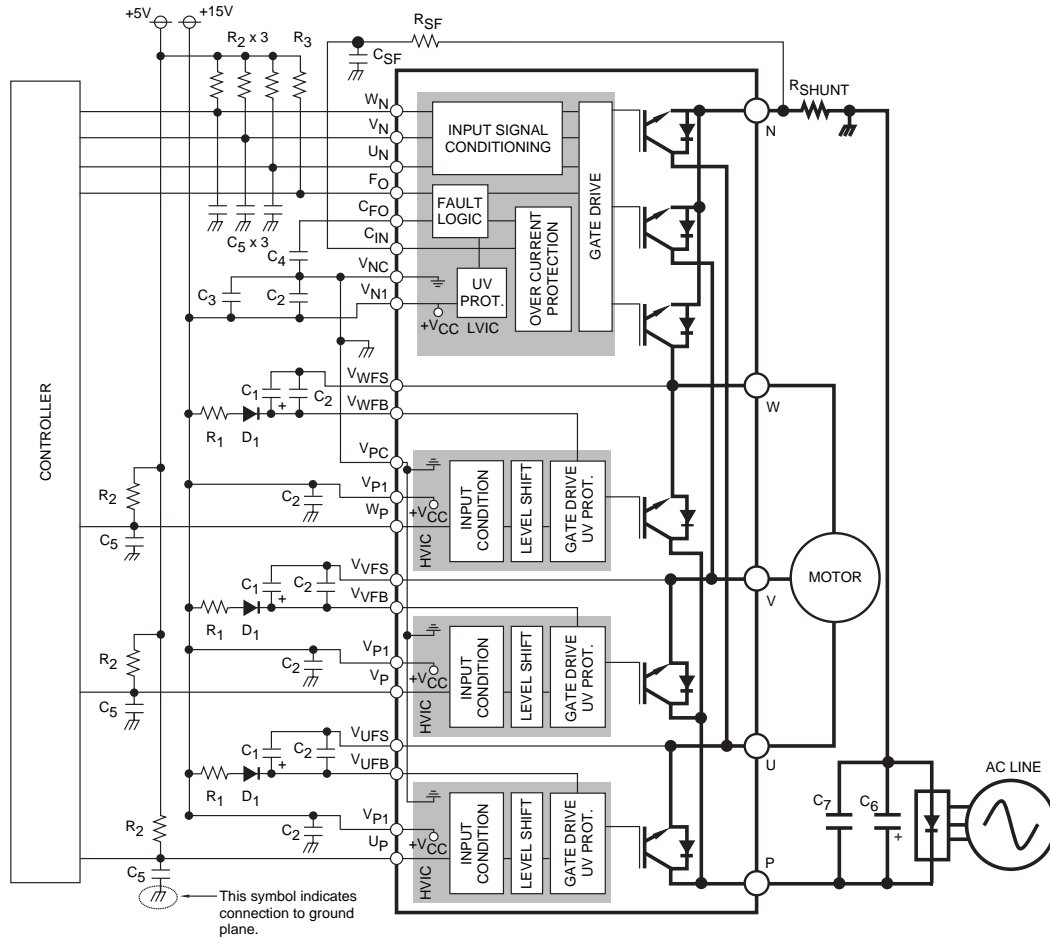 +5V
+15V
RSF
CSF
R2 x 3
R3
RSHUNT
CONTROLLER
WN
VN
UN
FO
CFO
CIN
VNC
VN1
C5 x 3
C4
C3
C2
INPUT SIGNAL
CONDITIONING
FAULT
LOGIC
UV
PROT.
+VCC
LVIC
OVER CURRENT
PROTECTION
GATE DRIVE
N
VWFS
VWFB
C1
+
C2
R1
D1
W
VPC
VP1
WP
R2
C5
C2
+VCC
HVIC
INPUT
CONDITION
LEVEL SHIFT
GATE DRIVE
UV PROT.
MOTOR
VVFS
VVFB
C1
+
C2
R1
D1
V
VP1
VP
R2
C5
C2
+VCC
HVIC
INPUT
CONDITION
LEVEL SHIFT
GATE DRIVE
UV PROT.
VUFS
VUFB
C1
+
C2
R1
D1
U
VP1
UP
R2
C5
C2
+VCC
HVIC
INPUT
CONDITION
LEVEL SHIFT
GATE DRIVE
UV PROT.
P
C7
C6
+
AC LINE
This symbol indicates
connection to ground
plane.